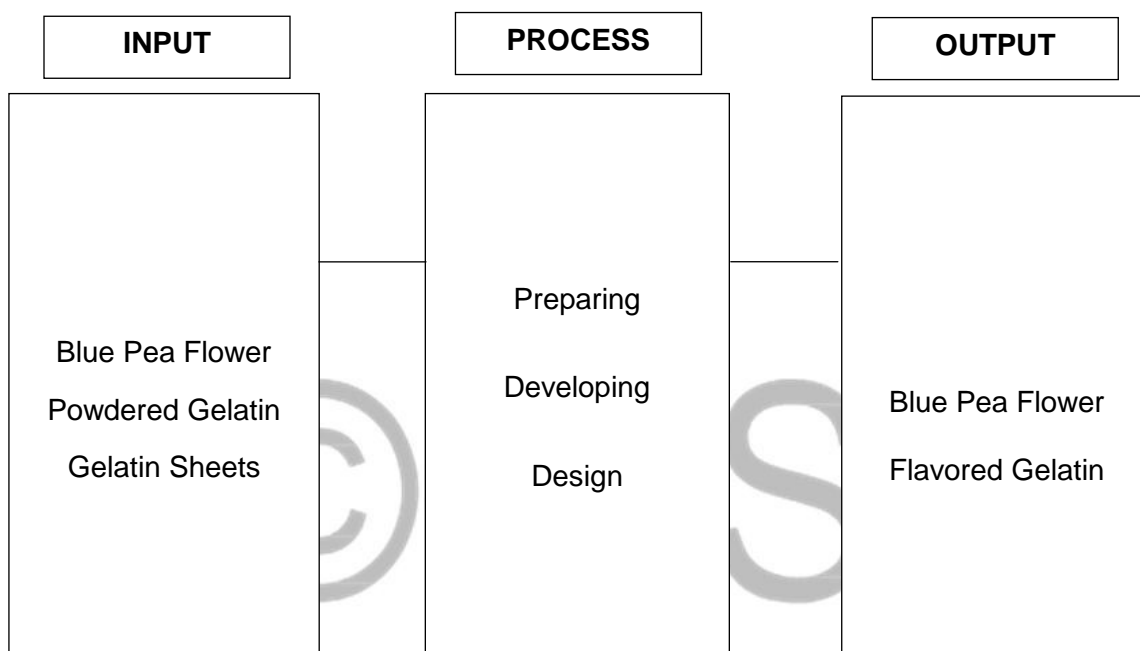 INPUT
PROCESS
OUTPUT
Blue Pea Flower
Powdered Gelatin
Gelatin Sheets
Preparing
Developing
Design
Blue Pea Flower
Flavored Gelatin
© S